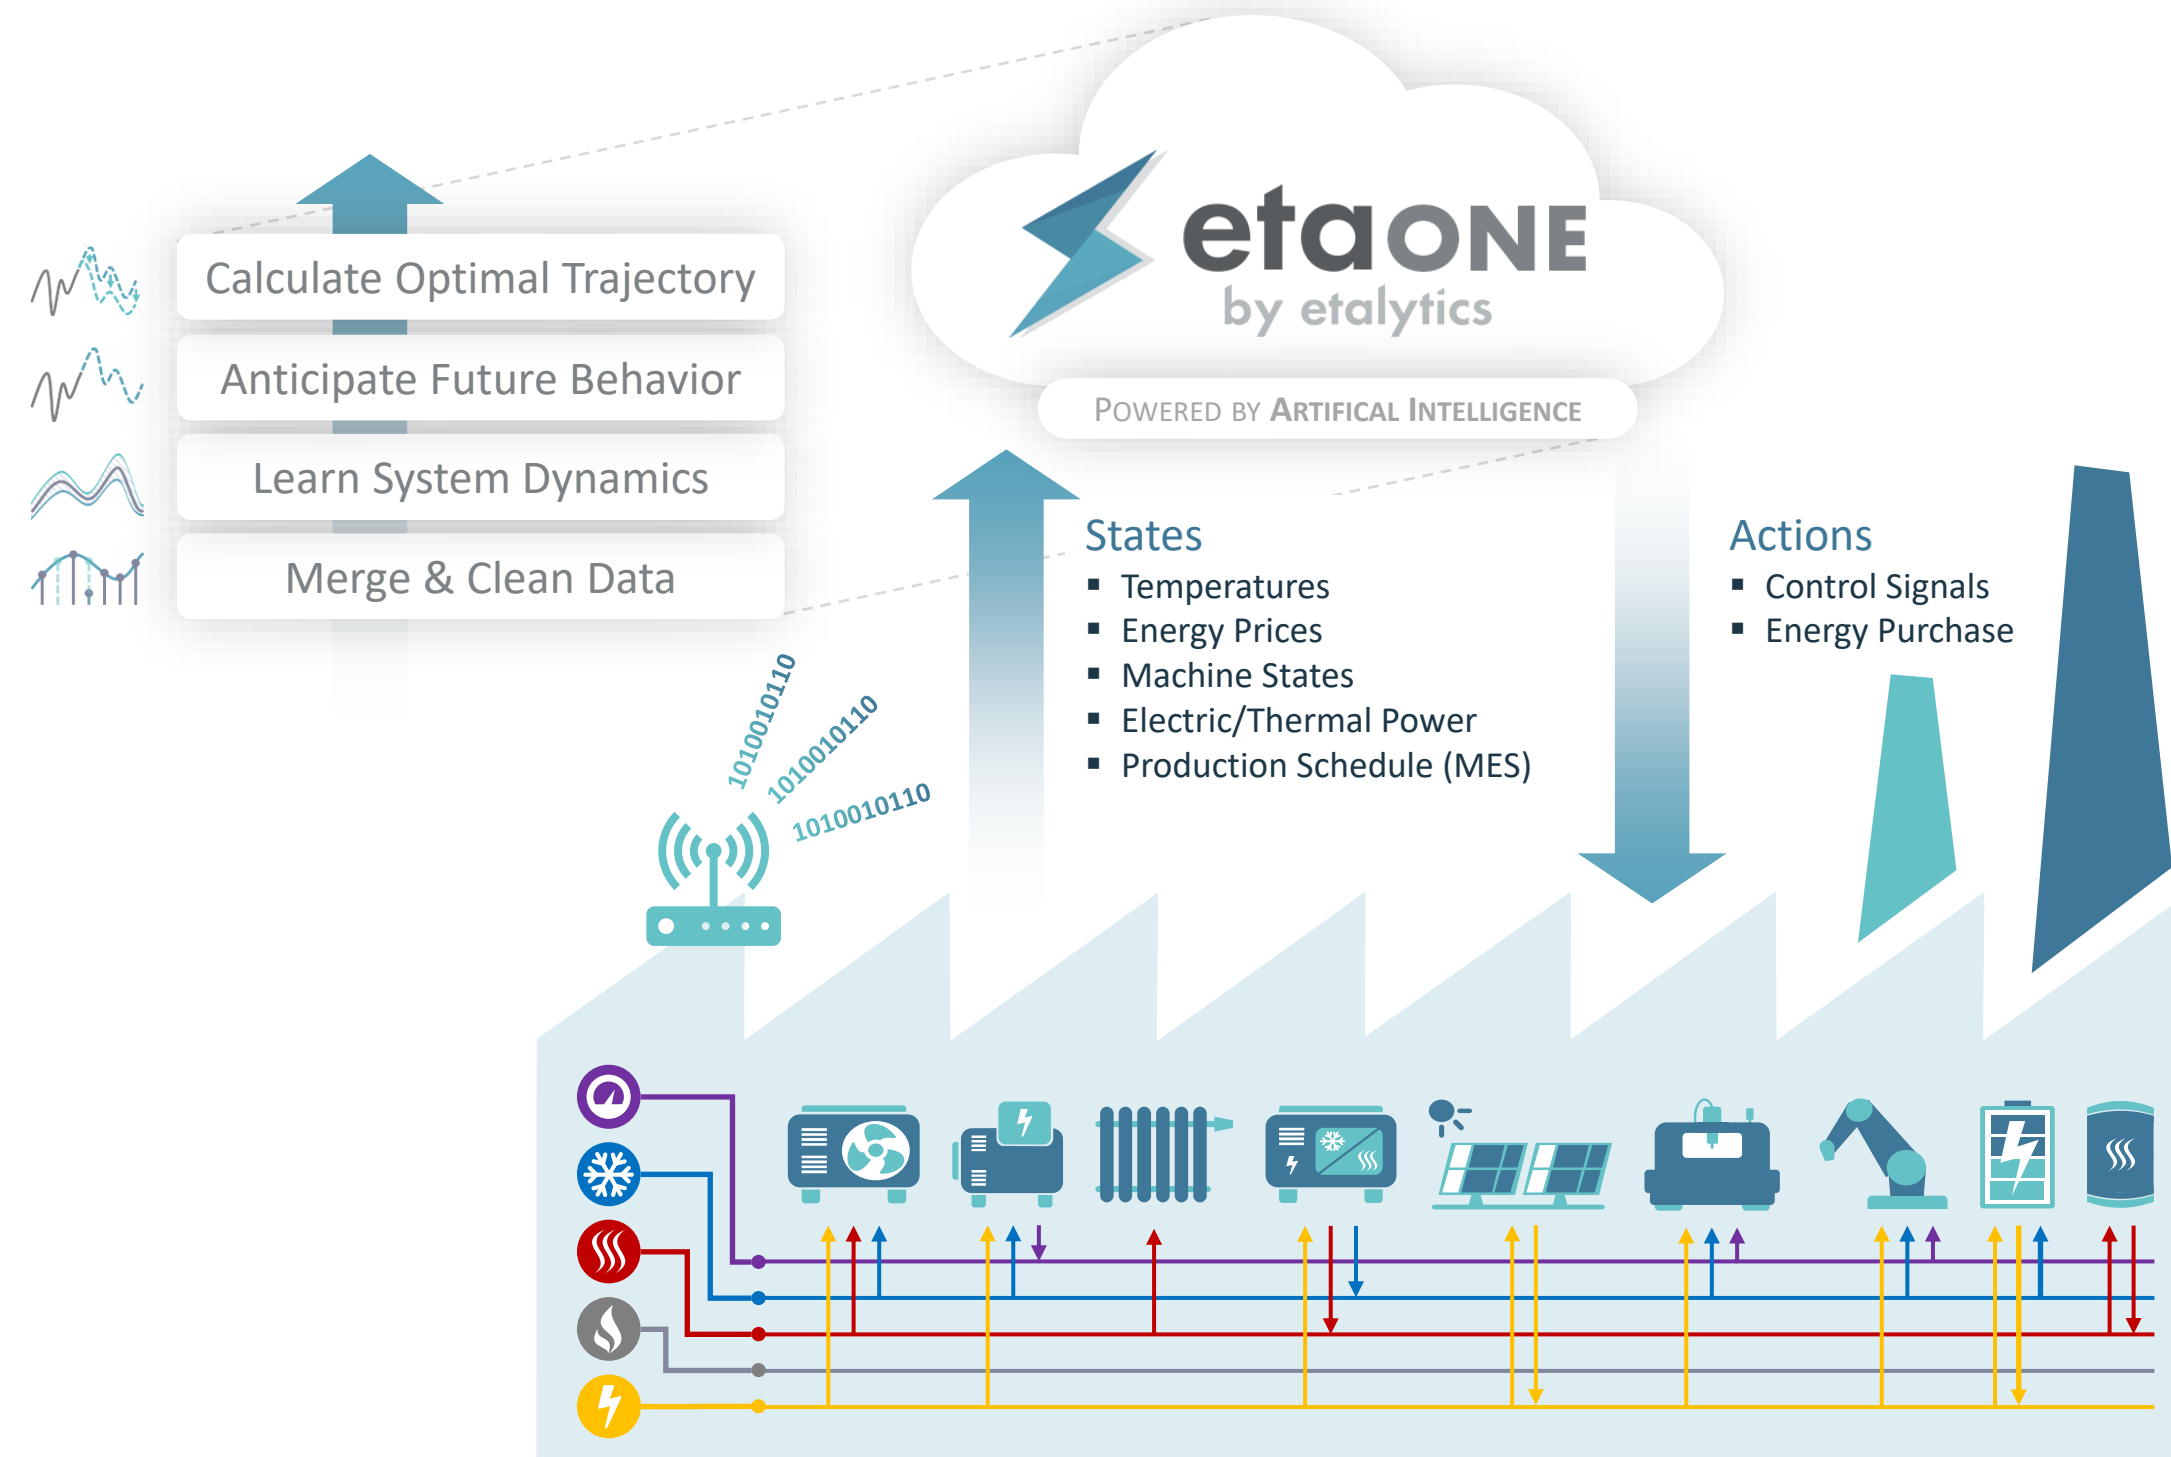 etaONE
by etalytics
POWERED BY ARTIFICAL INTELLIGENCE
Calculate Optimal Trajectory
Anticipate Future Behavior
Learn System Dynamics
Merge & Clean Data
1010010110
1010010110
1010010110
States
▪ Temperatures
▪ Energy Prices
▪ Machine States
▪ Electric/Thermal Power
▪ Production Schedule (MES)
Actions
▪ Control Signals
▪ Energy Purchase